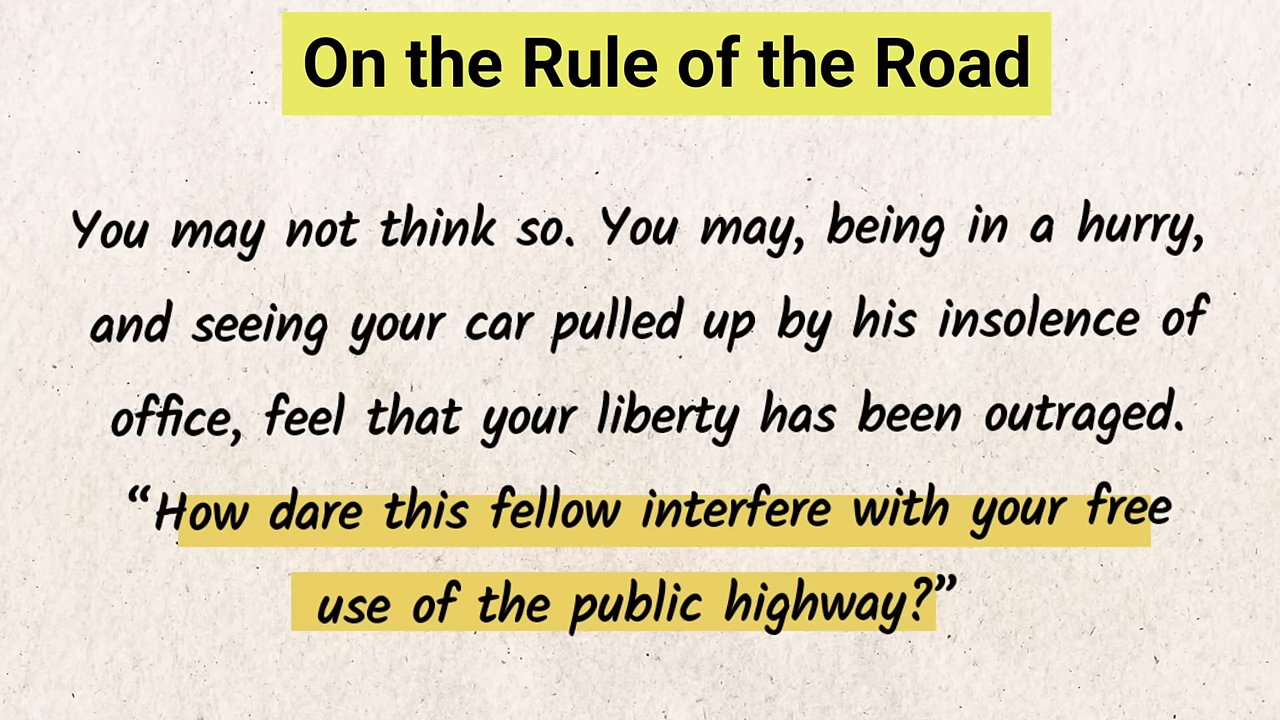 On the Rule of the Road
You may not think so. You may, being in a hurry,
and seeing your car pulled up by his insolence of
office, feel that your liberty has been outraged.
“How dare this fellow interfere with your free
use of the public highway?”